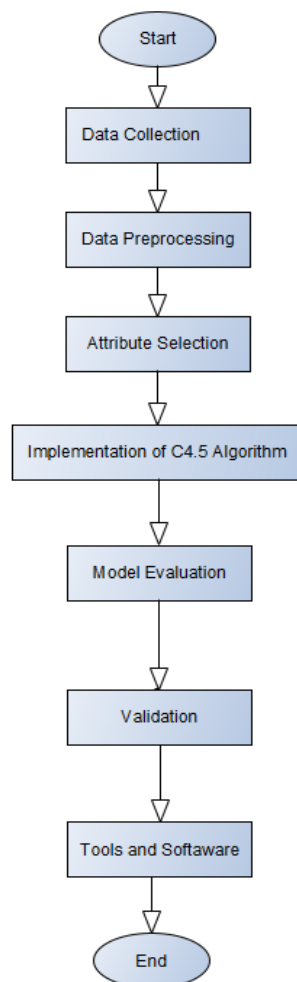 Start
Data Collection
Data Preprocessing
Attribute Selection
Implementation of C4.5 Algorithm
Model Evaluation
Validation
Tools and Softaware
End